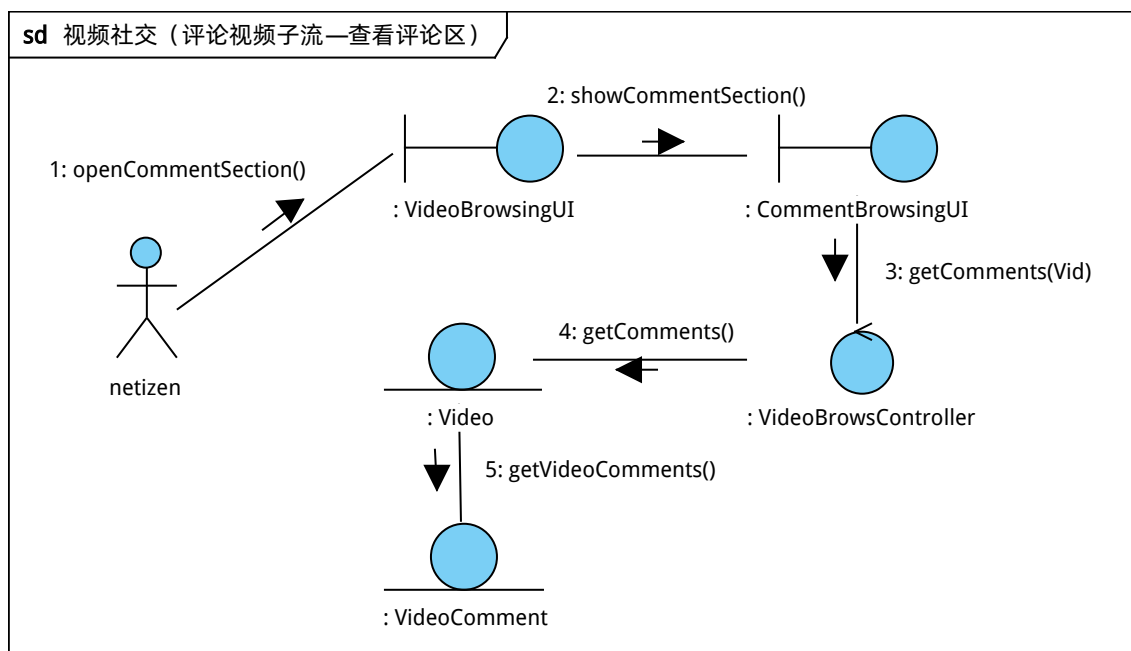 sd 视频社交（评论视频子流—查看评论区）
2: showCommentSection()
1: openCommentSection()
: VideoBrowsingUI
: CommentBrowsingUI
3: getComments(Vid)
4: getComments()
netizen
: Video
: VideoBrowsController
5: getVideoComments()
: VideoComment